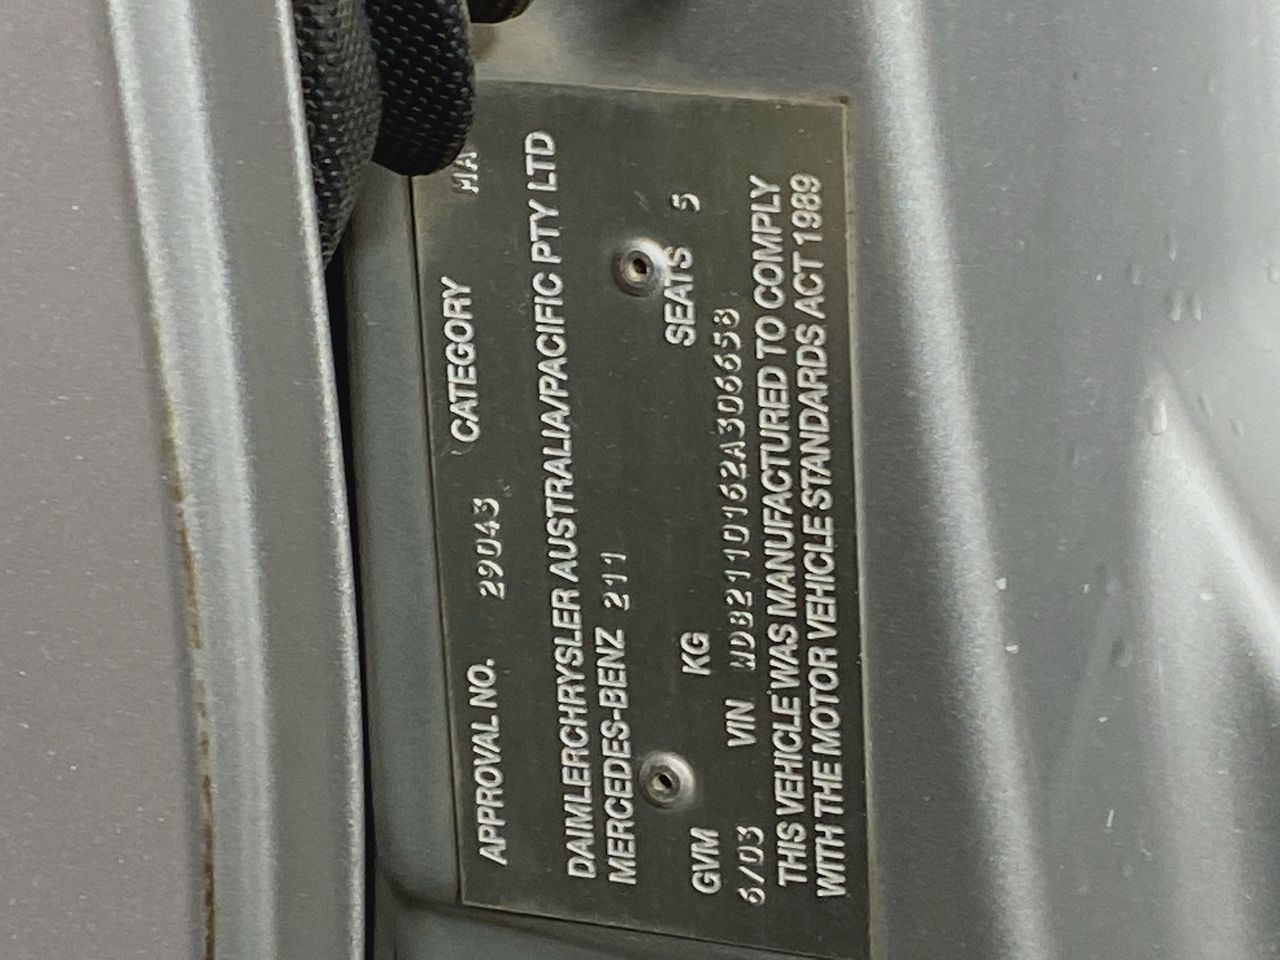 APPROVAL NO. 29043 CATEGORY MA
DAIMLERCHRYSLER AUSTRALIA/PACIFIC PTY LTD
MERCEDES-BENZ 211
GVM KG SEATS 5
6/03 VIN WDB2110162A306658
THIS VEHICLE WAS MANUFACTURED TO COMPLY
WITH THE MOTOR VEHICLE STANDARDS ACT 1989